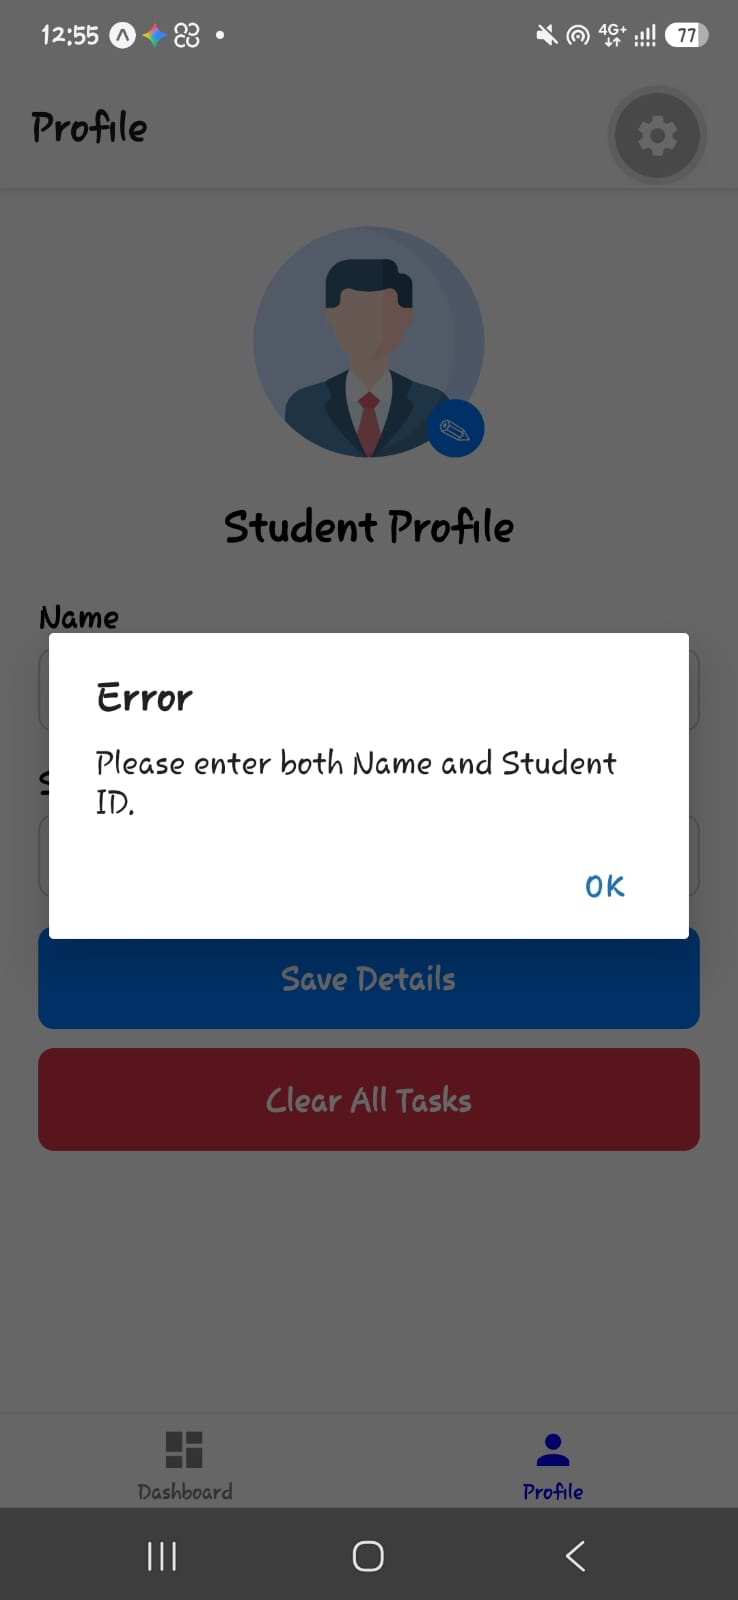 12:55
4G+
77
Profile
Student Profile
Name
Error
Please enter both Name and Student
ID.
OK
Save Details
Clear All Tasks
Dashboard
Profile